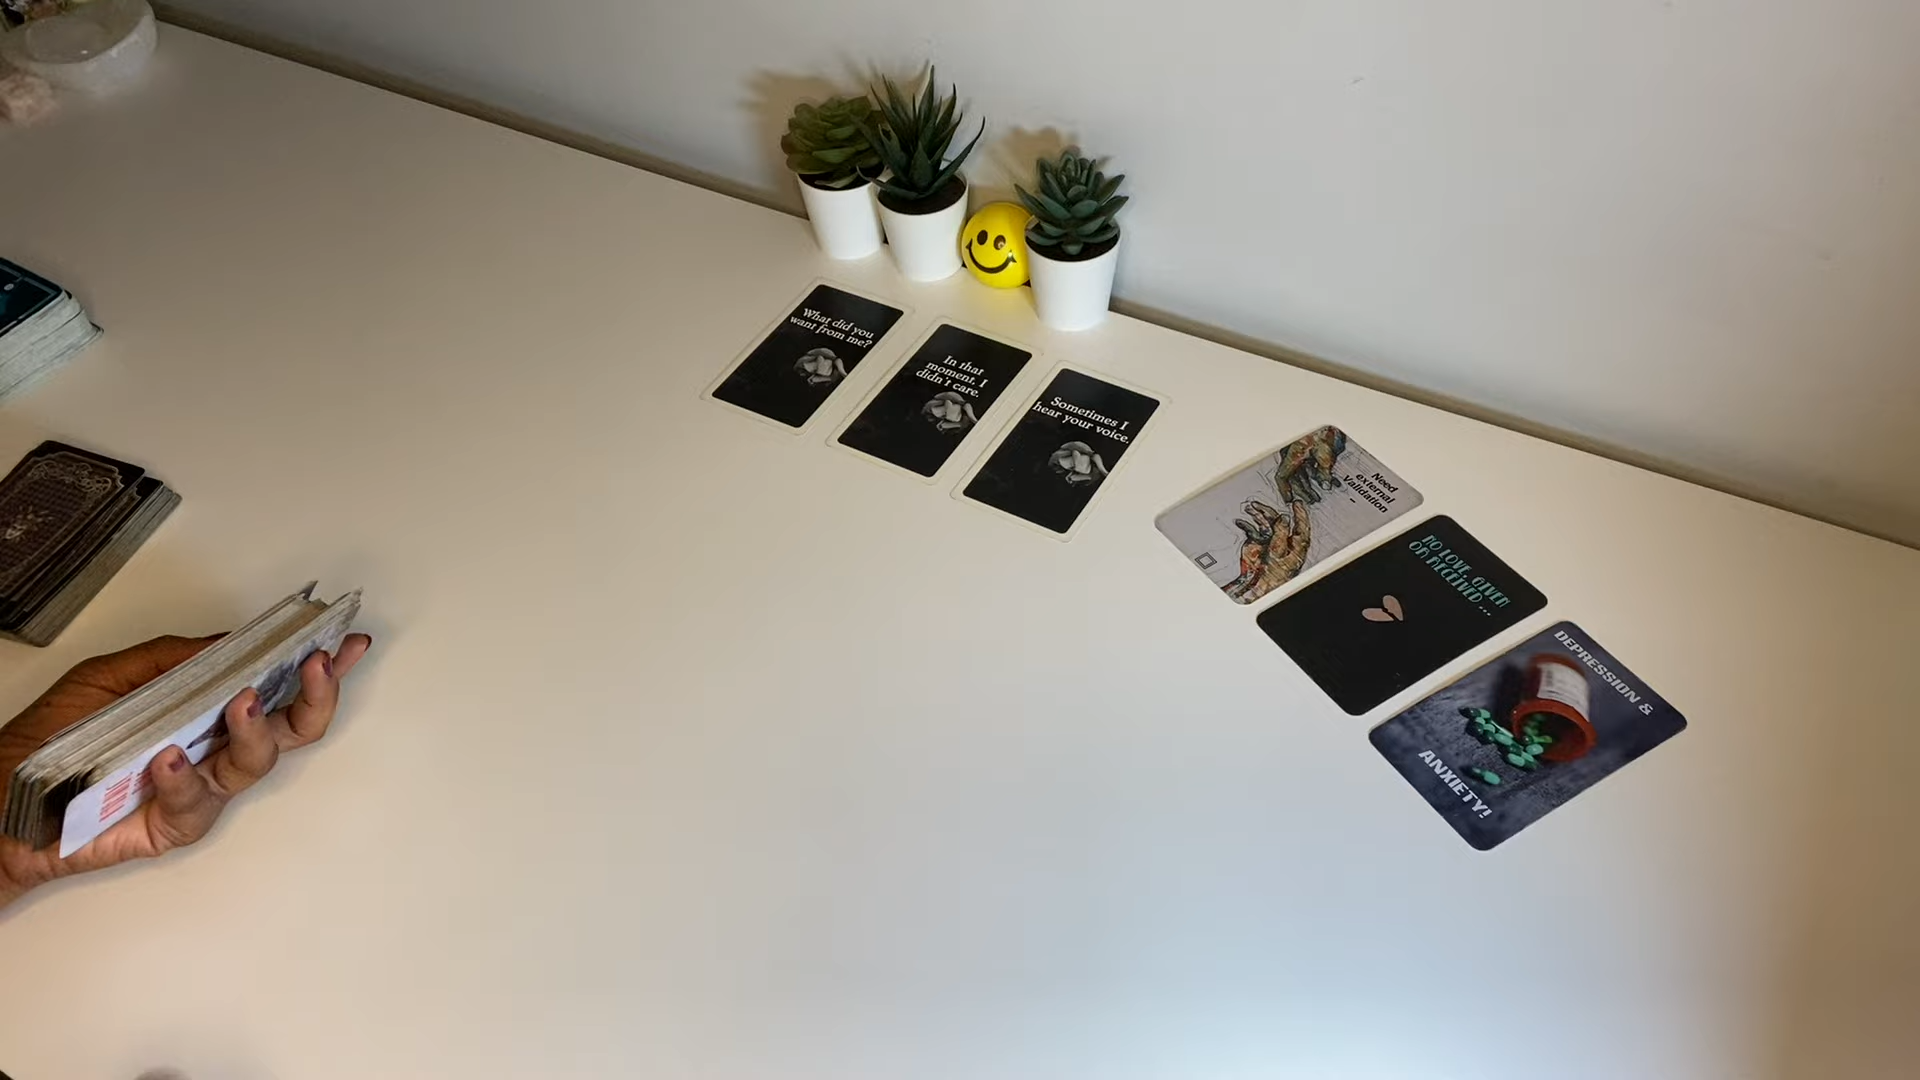 What did you
want from me?
In that
moment, I
didn't care.
Sometimes I
hear your voice.
Need
external
Validation
NO LOVE GIVEN
OR RECEIVED...
DEPRESSION &
ANXIETY!